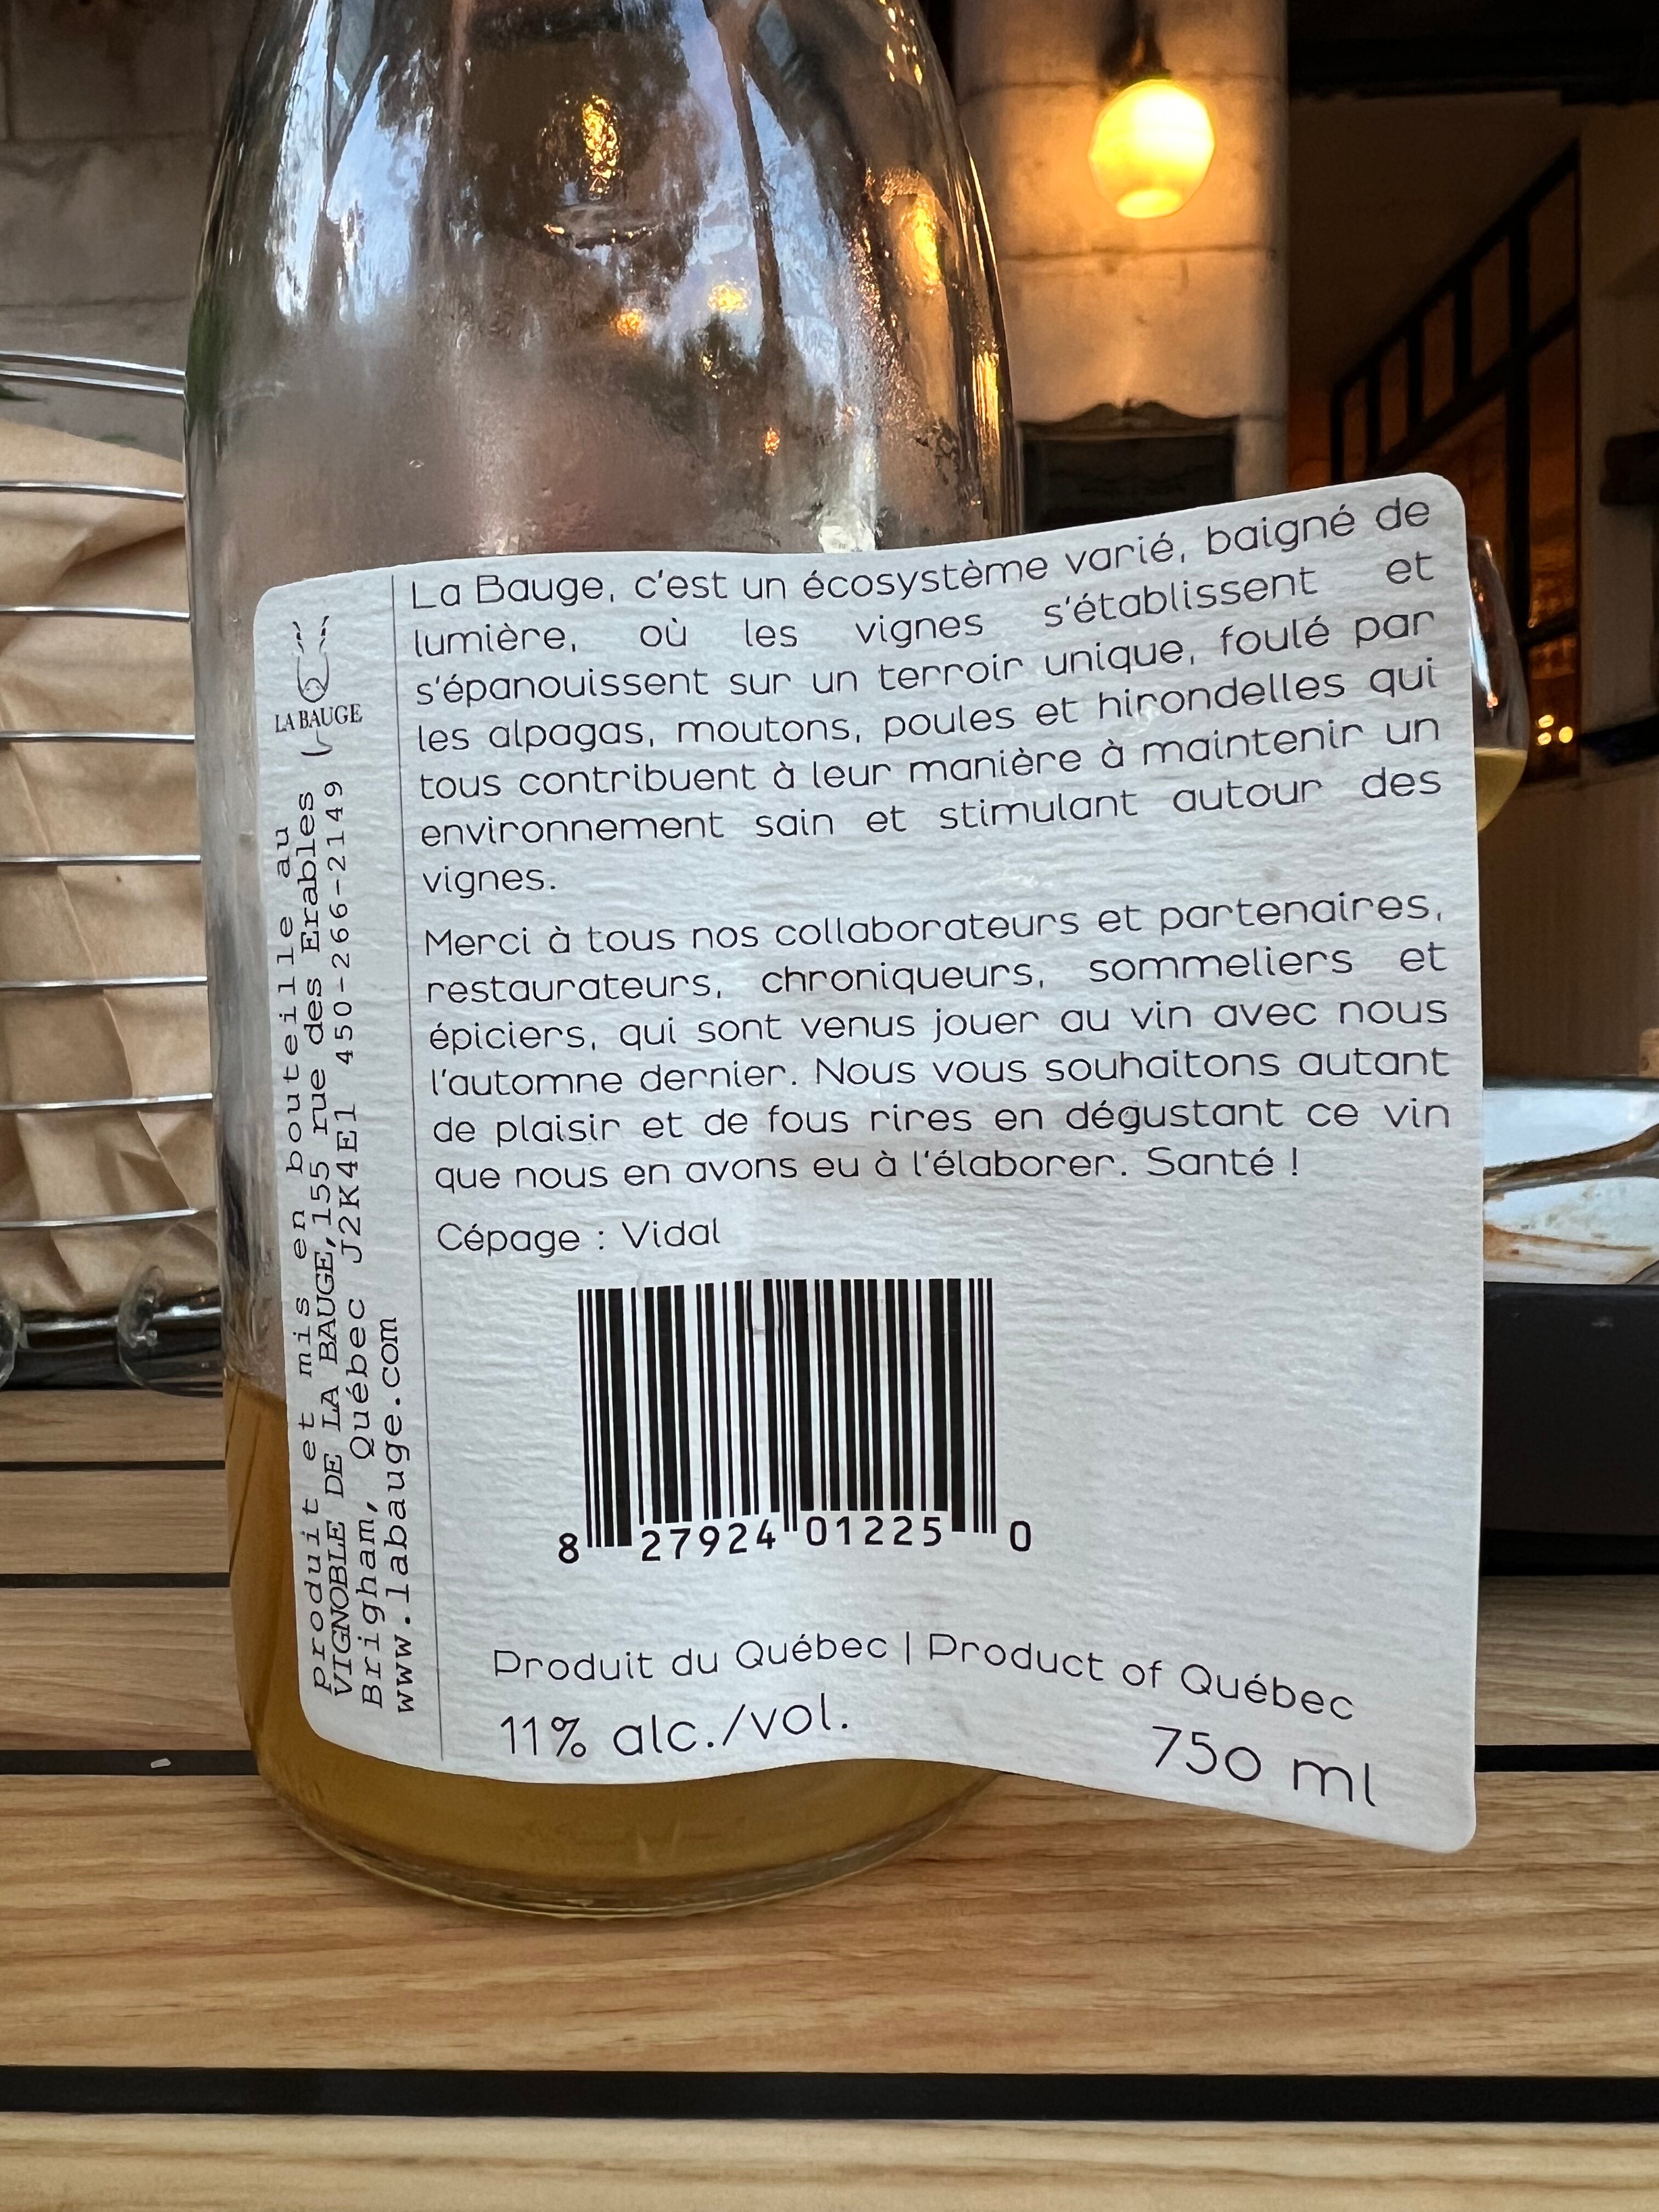 LA BAUGE
produit et mis en bouteille au
VIGNOBLE DE LA BAUGE, 155 rue des Erables
Brigham, Québec J2K4E1 450-266-2149
www.labauge.com
La Bauge, c'est un écosystème varié, baigné de
lumière, où les vignes s'établissent et
s'épanouissent sur un terroir unique, foulé par
les alpagas, moutons, poules et hirondelles qui
tous contribuent à leur manière à maintenir un
environnement sain et stimulant autour des
vignes.
Merci à tous nos collaborateurs et partenaires,
restaurateurs, chroniqueurs, sommeliers et
épiciers, qui sont venus jouer au vin avec nous
l'automne dernier. Nous vous souhaitons autant
de plaisir et de fous rires en dégustant ce vin
que nous en avons eu à l'élaborer. Santé !
Cépage : Vidal
8 27924 01225 0
Produit du Québec | Product of Québec
11% alc./vol. 750 ml